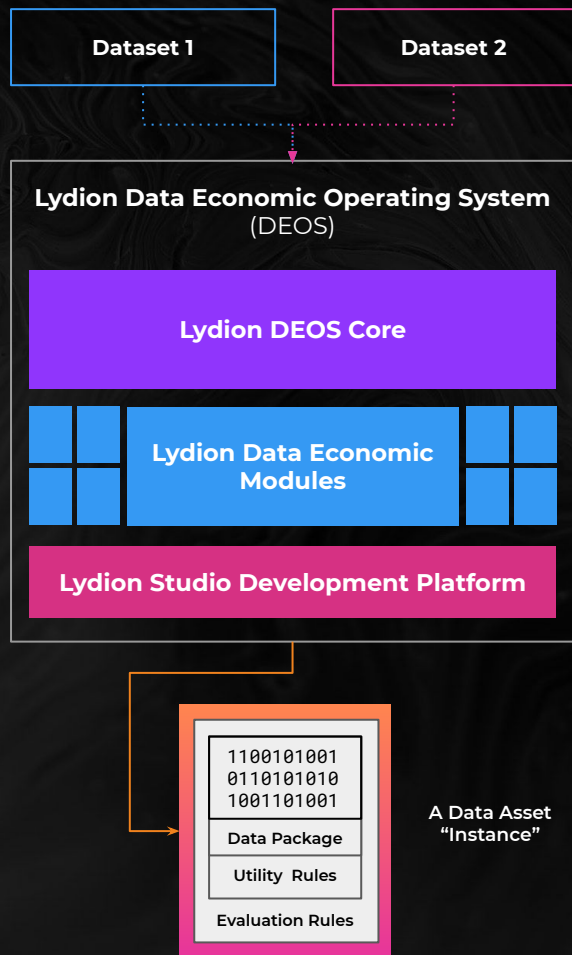 Dataset 1
Dataset 2
Lydion Data Economic Operating System
(DEOS)
Lydion DEOS Core
Lydion Data Economic
Modules
Lydion Studio Development Platform
1100101001
0110101010
1001101001
Data Package
Utility Rules
Evaluation Rules
A Data Asset
“Instance”